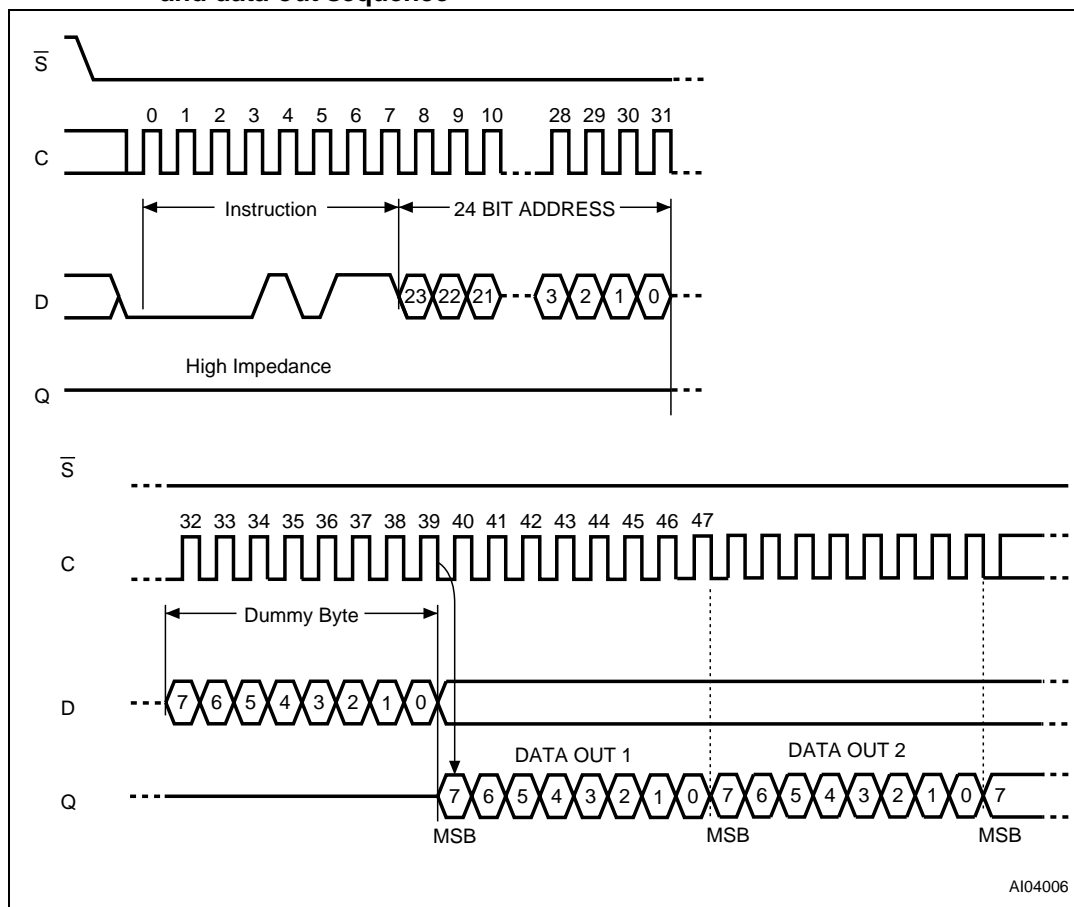 and data-out sequence
S
0 1 2 3 4 5 6 7 8 9 10 28 29 30 31
C
Instruction 24 BIT ADDRESS
D 23 22 21 3 2 1 0
High Impedance
Q
S
32 33 34 35 36 37 38 39 40 41 42 43 44 45 46 47
C
Dummy Byte
D 7 6 5 4 3 2 1 0
DATA OUT 1 DATA OUT 2
Q 7 6 5 4 3 2 1 0 7 6 5 4 3 2 1 0 7
MSB MSB MSB
AI04006